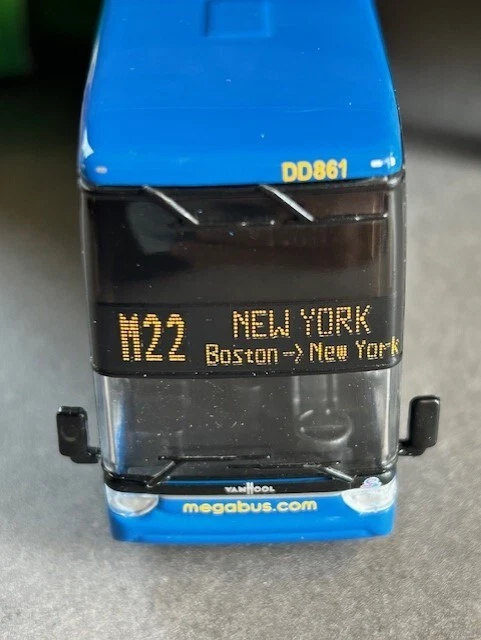 DD861
M22
NEW YORK
Boston -> New York
VANHOOL
megabus.com